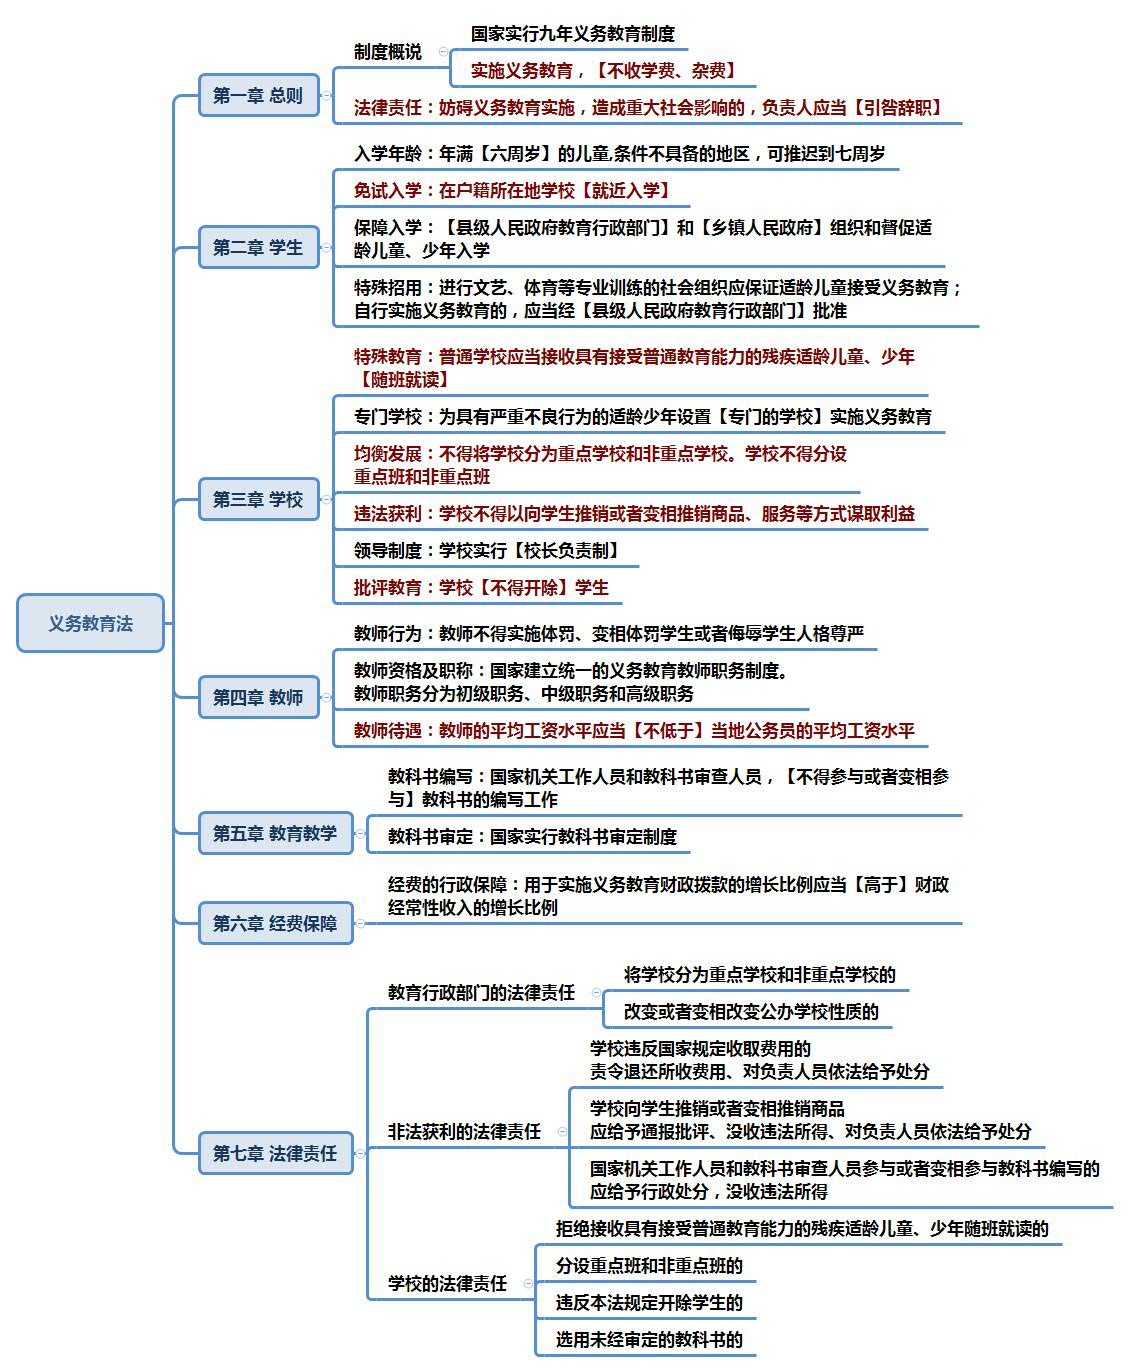 义务教育法
第一章 总则
制度概说
国家实行九年义务教育制度
实施义务教育，【不收学费、杂费】
法律责任：妨碍义务教育实施，造成重大社会影响的，负责人应当【引咎辞职】
第二章 学生
入学年龄：年满【六周岁】的儿童,条件不具备的地区，可推迟到七周岁
免试入学：在户籍所在地学校【就近入学】
保障入学：【县级人民政府教育行政部门】和【乡镇人民政府】组织和督促适
龄儿童、少年入学
特殊招用：进行文艺、体育等专业训练的社会组织应保证适龄儿童接受义务教育；
自行实施义务教育的，应当经【县级人民政府教育行政部门】批准
第三章 学校
特殊教育：普通学校应当接收具有接受普通教育能力的残疾适龄儿童、少年
【随班就读】
专门学校：为具有严重不良行为的适龄少年设置【专门的学校】实施义务教育
均衡发展：不得将学校分为重点学校和非重点学校。学校不得分设
重点班和非重点班
违法获利：学校不得以向学生推销或者变相推销商品、服务等方式谋取利益
领导制度：学校实行【校长负责制】
批评教育：学校【不得开除】学生
第四章 教师
教师行为：教师不得实施体罚、变相体罚学生或者侮辱学生人格尊严
教师资格及职称：国家建立统一的义务教育教师职务制度。
教师职务分为初级职务、中级职务和高级职务
教师待遇：教师的平均工资水平应当【不低于】当地公务员的平均工资水平
第五章 教育教学
教科书编写：国家机关工作人员和教科书审查人员，【不得参与或者变相参
与】教科书的编写工作
教科书审定：国家实行教科书审定制度
第六章 经费保障
经费的行政保障：用于实施义务教育财政拨款的增长比例应当【高于】财政
经常性收入的增长比例
第七章 法律责任
教育行政部门的法律责任
将学校分为重点学校和非重点学校的
改变或者变相改变公办学校性质的
非法获利的法律责任
学校违反国家规定收取费用的
责令退还所收费用、对负责人员依法给予处分
学校向学生推销或者变相推销商品
应给予通报批评、没收违法所得、对负责人员依法给予处分
国家机关工作人员和教科书审查人员参与或者变相参与教科书编写的
应给予行政处分，没收违法所得
学校的法律责任
拒绝接收具有接受普通教育能力的残疾适龄儿童、少年随班就读的
分设重点班和非重点班的
违反本法规定开除学生的
选用未经审定的教科书的